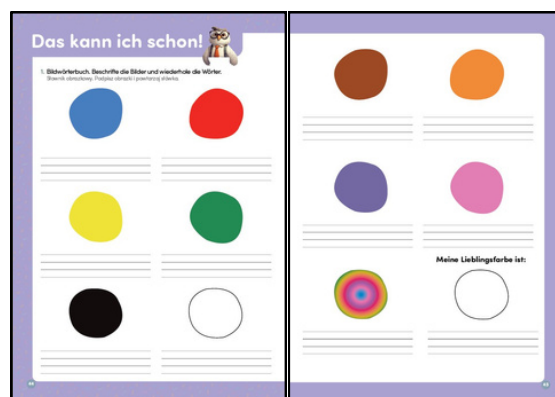 Das kann ich schon!
1. Bildwörterbuch. Beschrifte die Bilder und wiederhole die Wörter.
Słownik obrazkowy. Podpisz obrazki i powtarzaj słówka.
Meine Lieblingsfarbe ist: